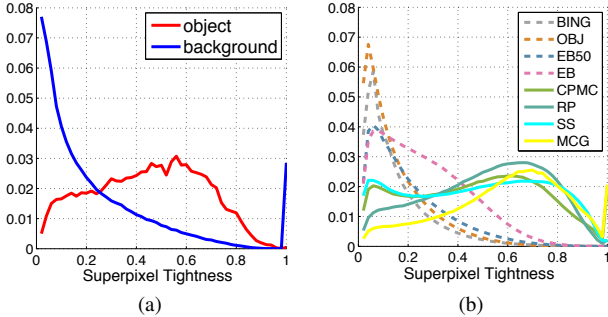 0.08
0.07
0.06
0.05
0.04
0.03
0.02
0.01
0
0
0.2
0.4
0.6
0.8
1
object
background
Superpixel Tightness
(a)
0.08
0.07
0.06
0.05
0.04
0.03
0.02
0.01
0
0
0.2
0.4
0.6
0.8
1
BING
OBJ
EB50
EB
CPMC
RP
SS
MCG
Superpixel Tightness
(b)